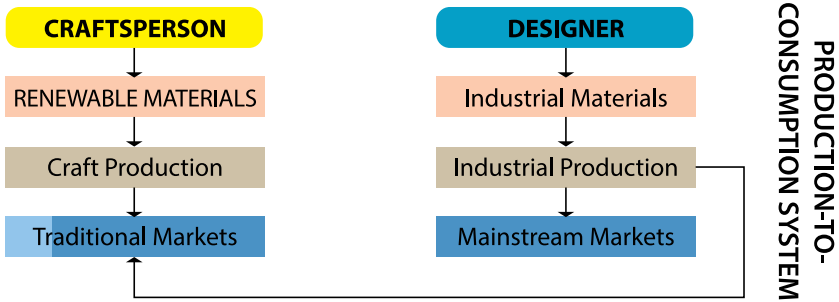 CRAFTSPERSON
DESIGNER
RENEWABLE MATERIALS
Industrial Materials
Craft Production
Industrial Production
Traditional Markets
Mainstream Markets
PRODUCTION-TO-
CONSUMPTION SYSTEM